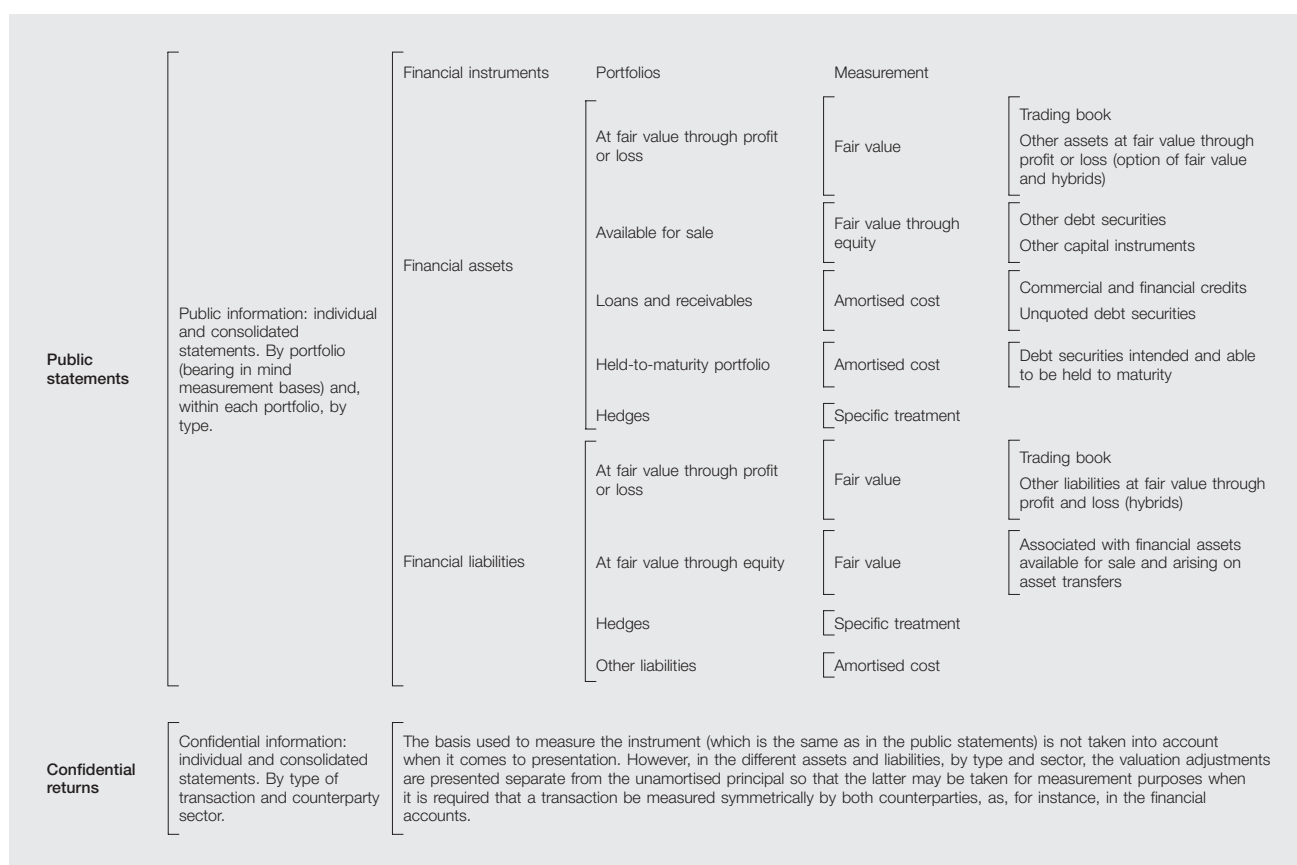 Financial instruments
Portfolios
Measurement
Public
statements
Public information: individual
and consolidated
statements. By portfolio
(bearing in mind
measurement bases) and,
within each portfolio, by
type.
Financial assets
At fair value through profit
or loss
Fair value
Trading book
Other assets at fair value through
profit or loss (option of fair value
and hybrids)
Available for sale
Fair value through
equity
Other debt securities
Other capital instruments
Loans and receivables
Amortised cost
Commercial and financial credits
Unquoted debt securities
Held-to-maturity portfolio
Amortised cost
Debt securities intended and able
to be held to maturity
Hedges
Specific treatment
Financial liabilities
At fair value through profit
or loss
Fair value
Trading book
Other liabilities at fair value through
profit and loss (hybrids)
At fair value through equity
Fair value
Associated with financial assets
available for sale and arising on
asset transfers
Hedges
Specific treatment
Other liabilities
Amortised cost
Confidential
returns
Confidential information:
individual and consolidated
statements. By type of
transaction and counterparty
sector.
The basis used to measure the instrument (which is the same as in the public statements) is not taken into account
when it comes to presentation. However, in the different assets and liabilities, by type and sector, the valuation adjustments
are presented separate from the unamortised principal so that the latter may be taken for measurement purposes when
it is required that a transaction be measured symmetrically by both counterparties, as, for instance, in the financial
accounts.